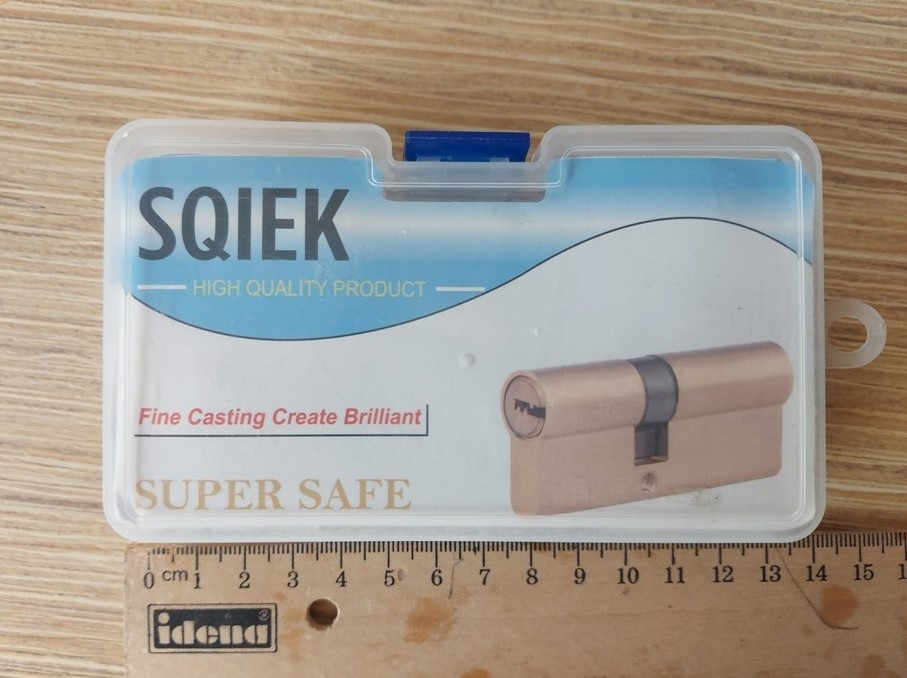 SQIEK
HIGH QUALITY PRODUCT
Fine Casting Create Brilliant
SUPER SAFE
0 cm 1 2 3 4 5 6 7 8 9 10 11 12 13 14 15
idena